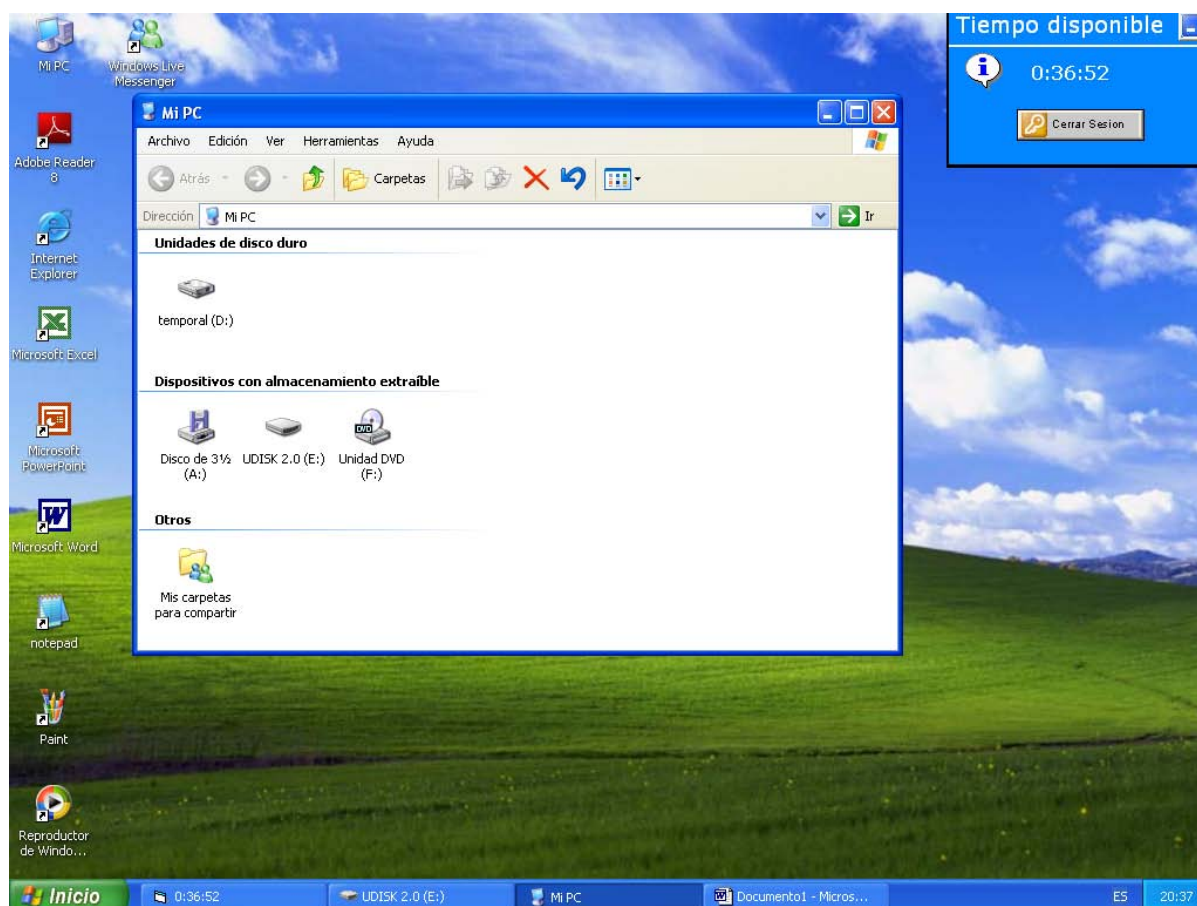 Mi PC
Windows Live
Messenger
Adobe Reader
8
Internet
Explorer
Microsoft Excel
Microsoft
PowerPoint
Microsoft Word
notepad
Paint
Reproductor
de Windo...
Mi PC
Archivo Edición Ver Herramientas Ayuda
Atrás Carpetas
Dirección Mi PC Ir
Unidades de disco duro
temporal (D:)
Dispositivos con almacenamiento extraíble
Disco de 3½
(A:)
UDISK 2.0 (E:)
DVD
Unidad DVD
(F:)
Otros
Mis carpetas
para compartir
Tiempo disponible
0:36:52
Cerrar Sesion
Inicio 0:36:52 UDISK 2.0 (E:) Mi PC Documento1 - Micros... ES 20:37